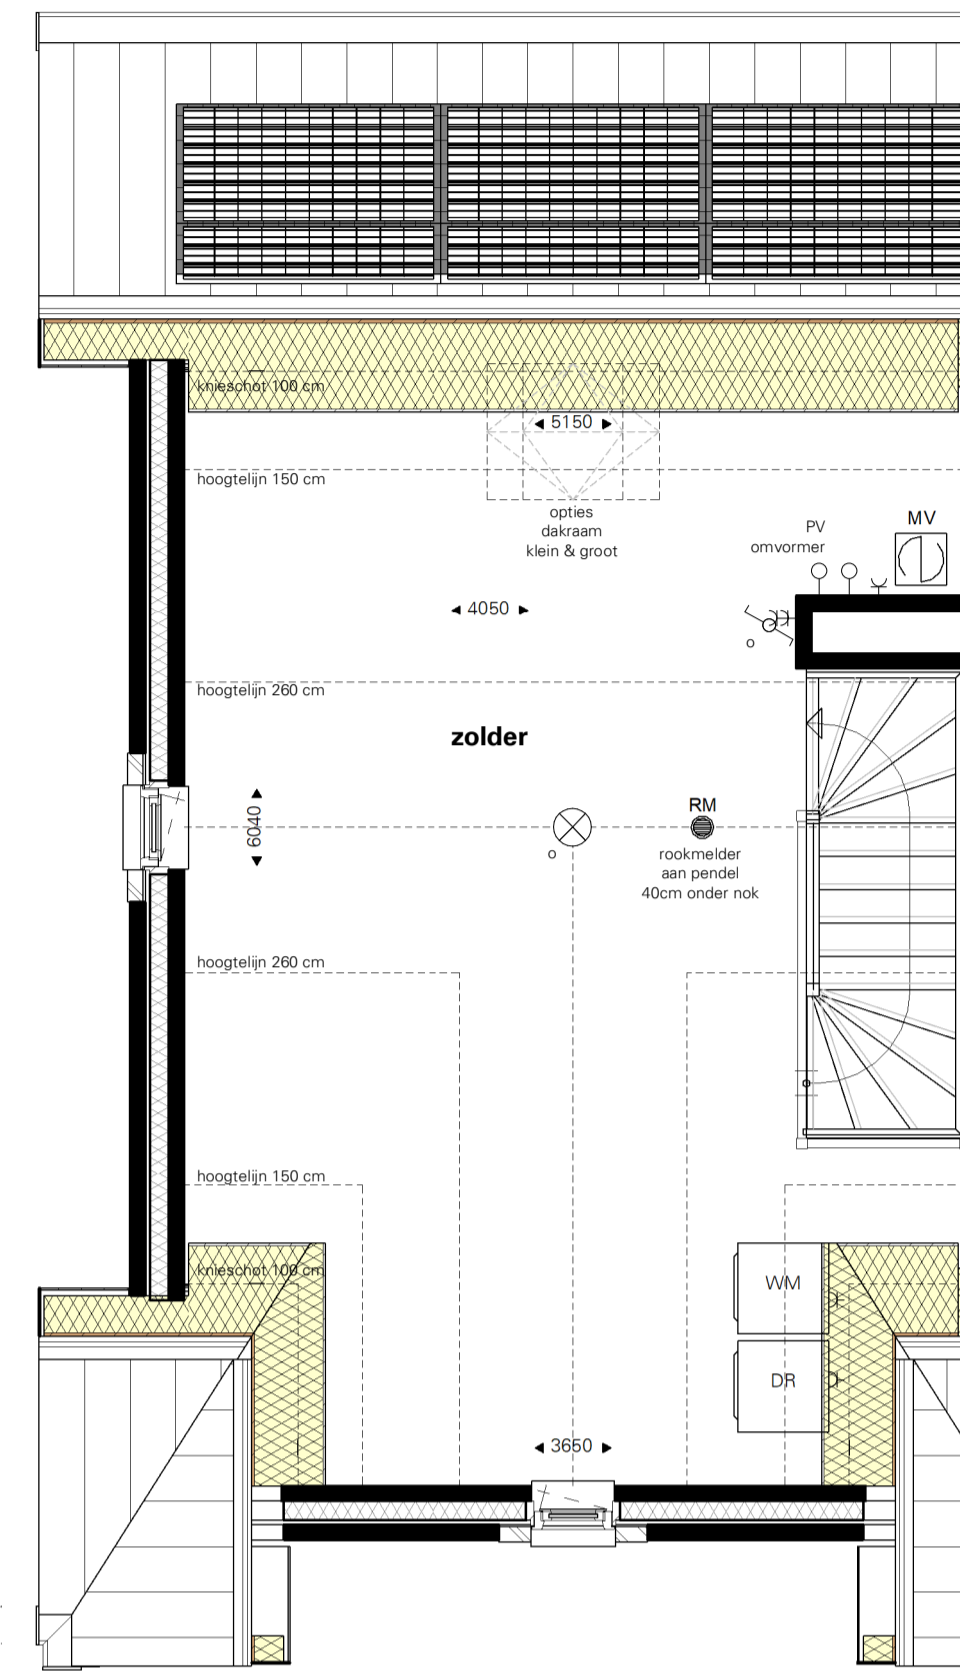 knieschot 100 cm
5150
hoogtelijn 150 cm
opties
dakraam
klein & groot
PV
omvormer
MV
4050
o
hoogtelijn 260 cm
zolder
6040
RM
o
rookmelder
aan pendel
40cm onder nok
hoogtelijn 260 cm
hoogtelijn 150 cm
knieschot 100 cm
WM
DR
3650